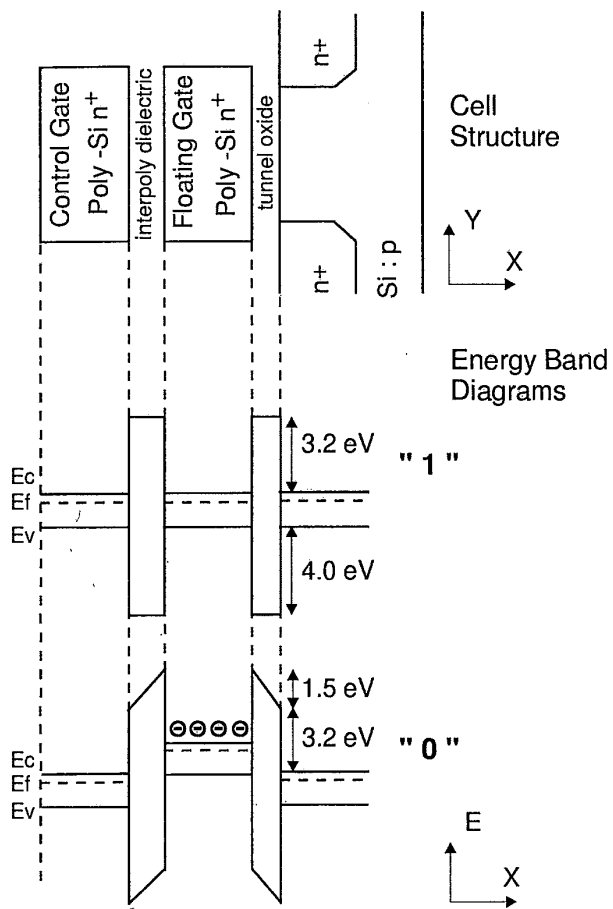 Control Gate
Poly -Si n+
interpoly dielectric
Floating Gate
Poly -Si n+
tunnel oxide
n+
n+
Si : p
Cell
Structure
Y
X
Energy Band
Diagrams
3.2 eV
" 1 "
Ec
Ef
Ev
4.0 eV
1.5 eV
3.2 eV
" 0 "
Ec
Ef
Ev
E
X